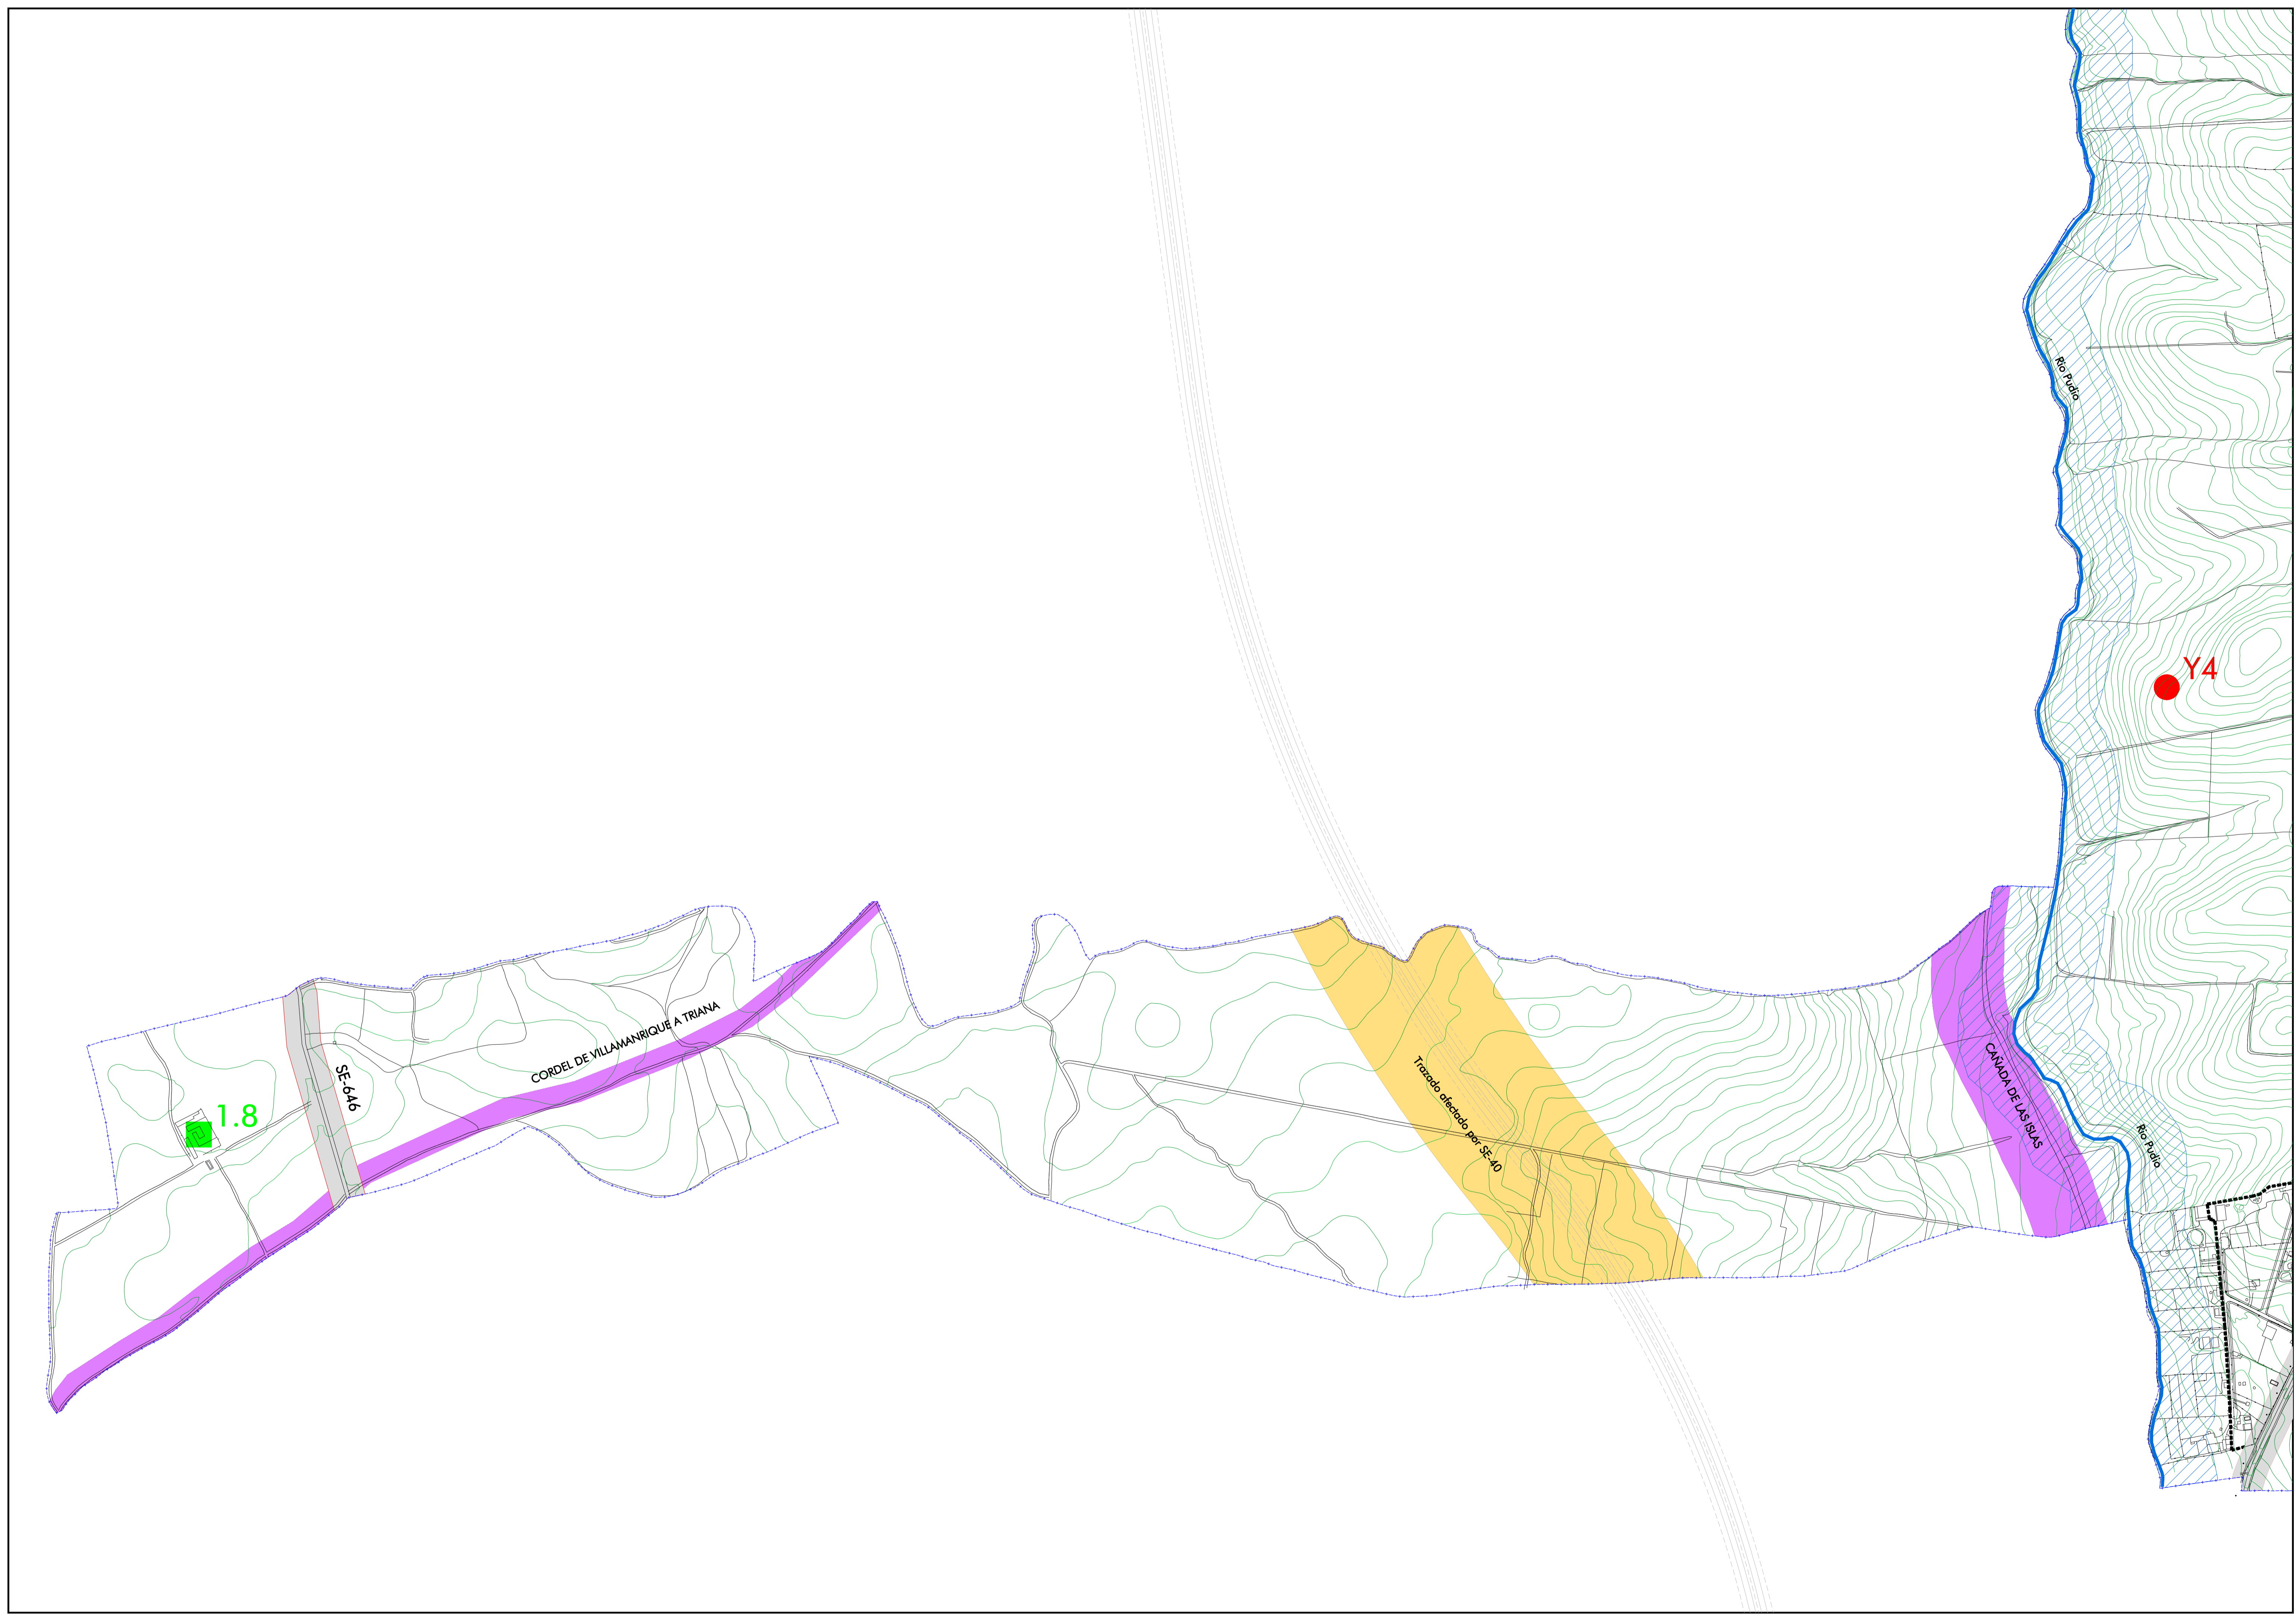 Río Pudio
Y4
CORDEL DE VILLAMANRIQUE A TRIANA
SE-646
1.8
Trazado afectado por SE-40
CAÑADA DE LAS ISLAS
Río Pudio